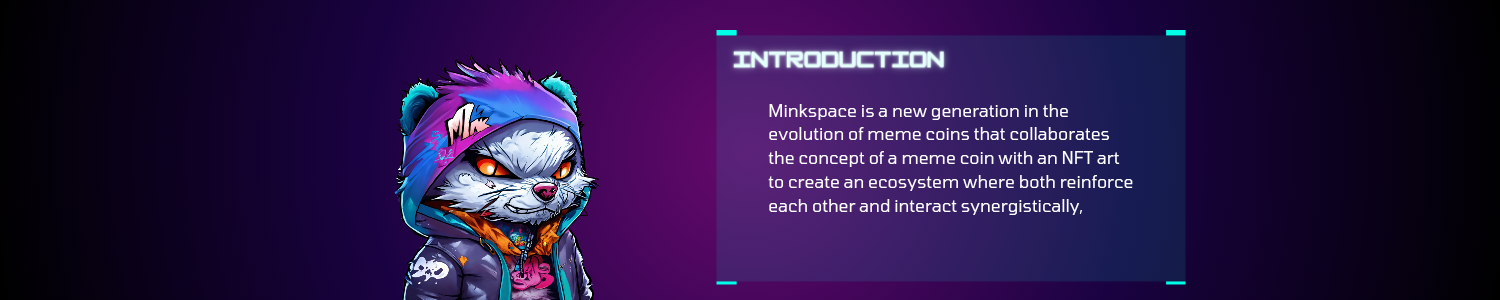 INTRODUCTION
Minkspace is a new generation in the
evolution of meme coins that collaborates
the concept of a meme coin with an NFT art
to create an ecosystem where both reinforce
each other and interact synergistically,